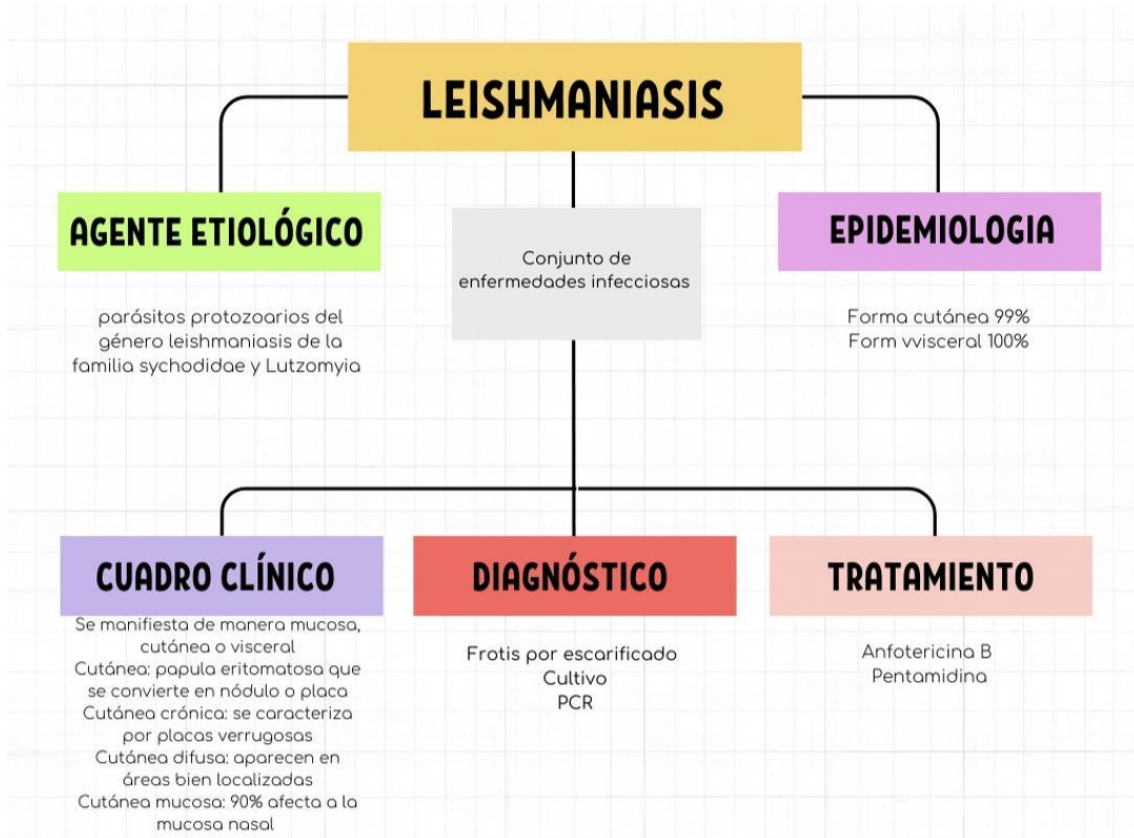 LEISHMANIASIS
AGENTE ETIOLÓGICO
parásitos protozoarios del
género leishmaniasis de la
familia sychodidae y Lutzomyia
Conjunto de
enfermedades infecciosas
EPIDEMIOLOGIA
Forma cutánea 99%
Form vvisceral 100%
CUADRO CLÍNICO
Se manifiesta de manera mucosa,
cutánea o visceral
Cutánea: papula eritomatosa que
se convierte en nódulo o placa
Cutánea crónica: se caracteriza
por placas verrugosas
Cutánea difusa: aparecen en
áreas bien localizadas
Cutánea mucosa: 90% afecta a la
mucosa nasal
DIAGNÓSTICO
Frotis por escarificado
Cultivo
PCR
TRATAMIENTO
Anfotericina B
Pentamidina